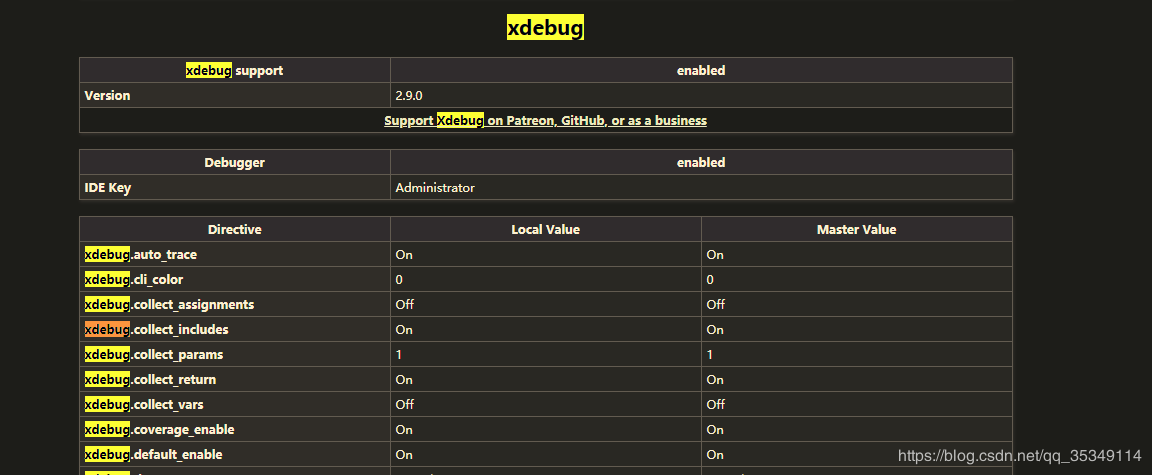 xdebug
xdebug support enabled
Version 2.9.0
Support Xdebug on Patreon, GitHub, or as a business
Debugger enabled
IDE Key Administrator
Directive Local Value Master Value
xdebug.auto_trace On On
xdebug.cli_color 0 0
xdebug.collect_assignments Off Off
xdebug.collect_includes On On
xdebug.collect_params 1 1
xdebug.collect_return On On
xdebug.collect_vars Off Off
xdebug.coverage_enable On On
xdebug.default_enable On On
https://blog.csdn.net/qq_35349114